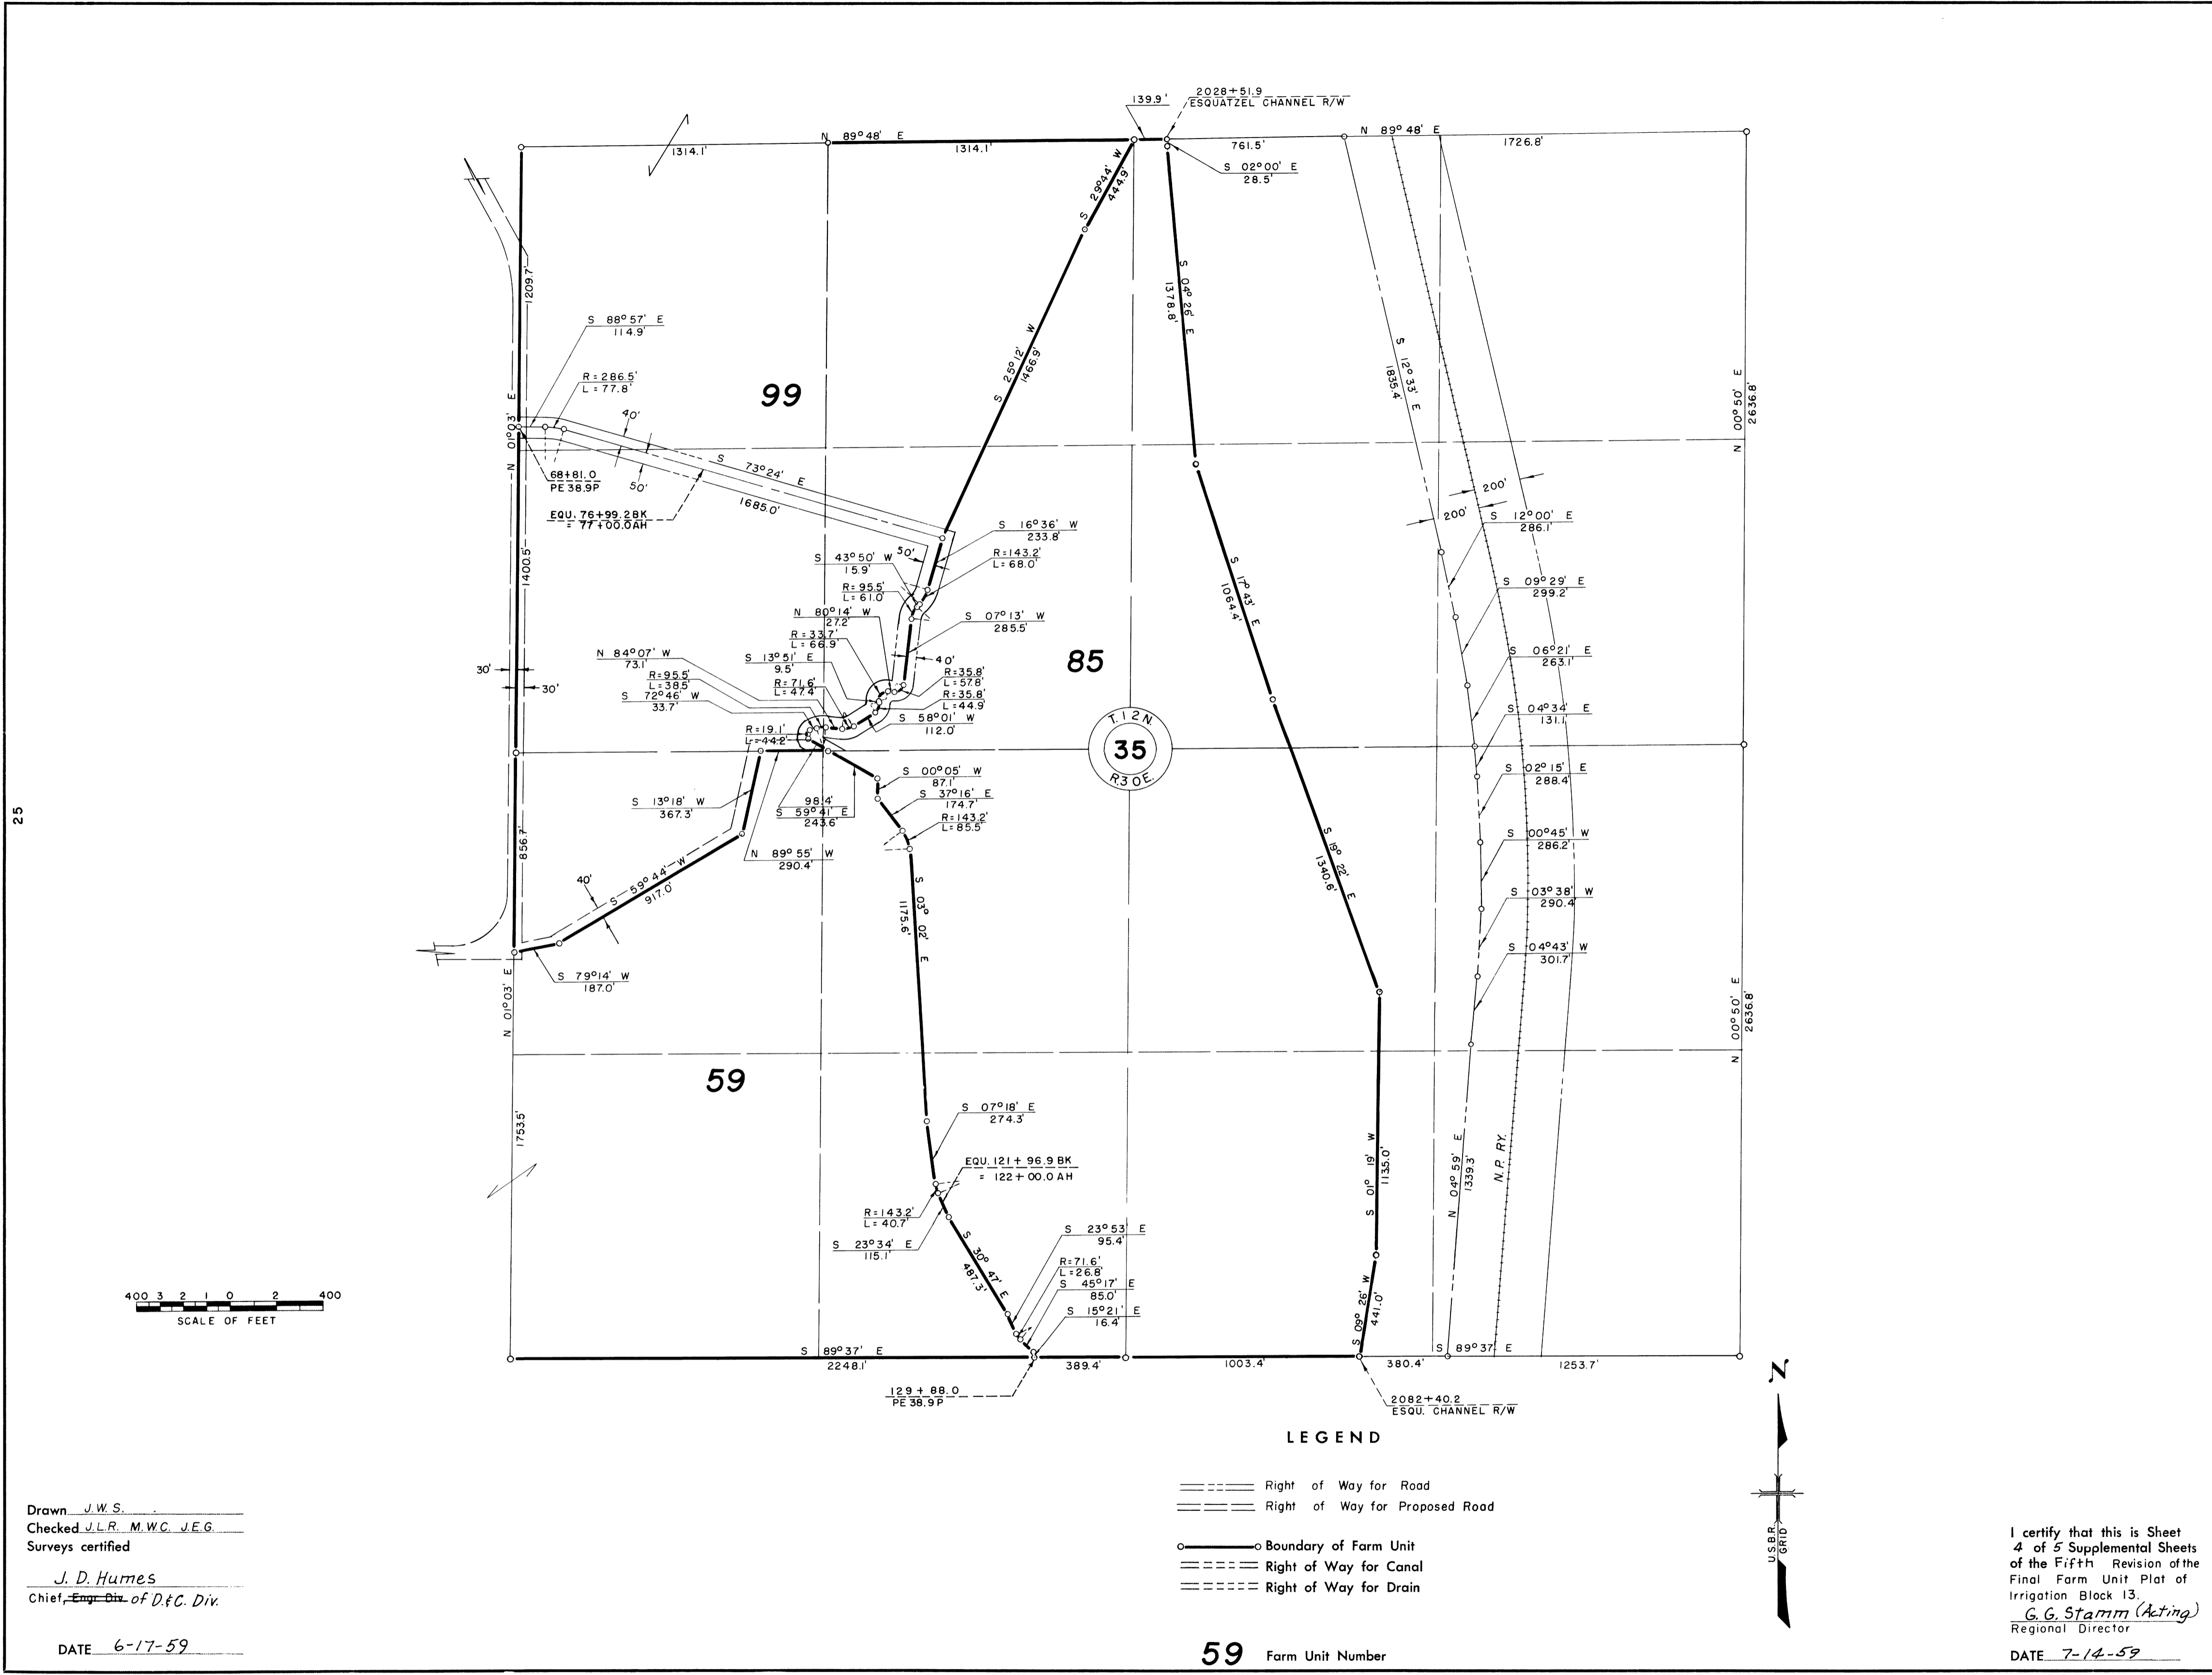 139.9'
2028+51.9
ESQUATZEL CHANNEL R/W
N 89° 48' E
1314.1'
1314.1'
761.5'
N 89° 48' E
1726.8'
S 02°00' E
28.5'
S 29°44' W
444.9'
S 04° 26' E
1378.8'
1209.7'
S 88°57' E
114.9'
R=286.5'
L=77.8'
40'
99
S 25°12' W
1466.9'
S 12° 33' E
1835.4'
N 00°50' E
2636.8'
N 01°03' E
68+81.0
PE 38.9P
50'
EQU. 76+99.2BK
= 77+00.0AH
S 73°24' E
1685.0'
200'
200'
S 12°00' E
286.1'
S 16°36' W
233.8'
S 43°50' W
15.9'
50'
R=143.2'
L=68.0'
R=95.5'
L=61.0'
1400.5'
S 17°43' E
1064.4'
S 09°29' E
299.2'
N 80°14' W
27.2'
S 07°13' W
285.5'
R=33.7'
L=66.9'
N 84°07' W
73.1'
S 13°51' E
9.5'
40'
85
S 06°21' E
263.1'
30'
30'
R=95.5'
L=38.5'
R=71.6'
L=47.4'
R=35.8'
L=57.8'
S 72°46' W
33.7'
R=35.8'
L=44.9'
S 58°01' W
112.0'
S 04°34' E
131.1'
R=19.1'
L=44.2'
T. 12 N.
35
R.30E.
S 00°05' W
87.1'
S 02°15' E
288.4'
S 13°18' W
367.3'
98.4'
S 59°41' E
243.6'
S 37°16' E
174.7'
R=143.2'
L=85.5'
25
856.7'
N 89°55' W
290.4'
S 00°45' W
286.2'
S 19° 22' E
1340.6'
40'
S 59°44' W
917.0'
S 03° 02' E
1175.6'
S 03°38' W
290.4'
S 04°43' W
301.7'
S 79°14' W
187.0'
N 01°03' E
N 00°50' E
2636.8'
59
1753.5'
S 07°18' E
274.3'
EQU. 121+96.9 BK
= 122+00.0 AH
S 01° 19' W
1135.0'
N 04° 59' E
1339.3'
N.P. RY.
R=143.2'
L=40.7'
S 23°34' E
115.1'
S 30° 47' E
487.3'
S 23°53' E
95.4'
R=71.6'
L=26.8'
S 45°17' E
85.0'
S 15°21' E
16.4'
S 09° 26' W
441.0'
400 3 2 1 0 2 400
SCALE OF FEET
S 89°37' E
2248.1'
389.4'
1003.4'
380.4'
S 89°37' E
1253.7'
129+88.0
PE 38.9P
2082+40.2
ESQU. CHANNEL R/W
N
U.S.B.R.
GRID
LEGEND
Right of Way for Road
Right of Way for Proposed Road
Boundary of Farm Unit
Right of Way for Canal
Right of Way for Drain
59 Farm Unit Number
Drawn J.W.S.
Checked J.L.R. M.W.C. J.E.G.
Surveys certified
J. D. Humes
Chief, Engr Div. of D.&C. Div.
DATE 6-17-59
I certify that this is Sheet
4 of 5 Supplemental Sheets
of the Fifth Revision of the
Final Farm Unit Plat of
Irrigation Block 13.
G. G. Stamm (Acting)
Regional Director
DATE 7-14-59